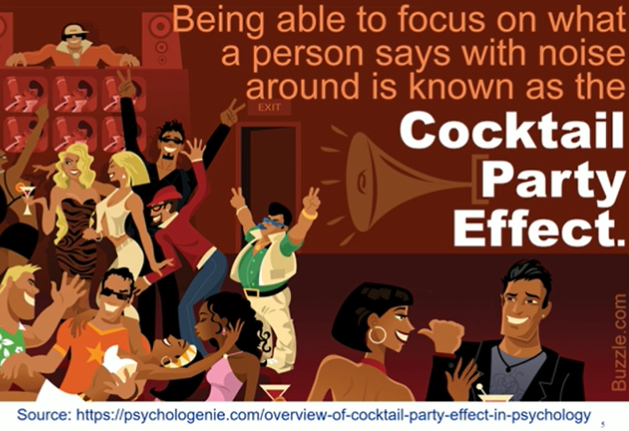 Being able to focus on what
a person says with noise
around is known as the
EXIT
Cocktail
Party
Effect.
Buzzle.com
Source: https://psychologenie.com/overview-of-cocktail-party-effect-in-psychology
5